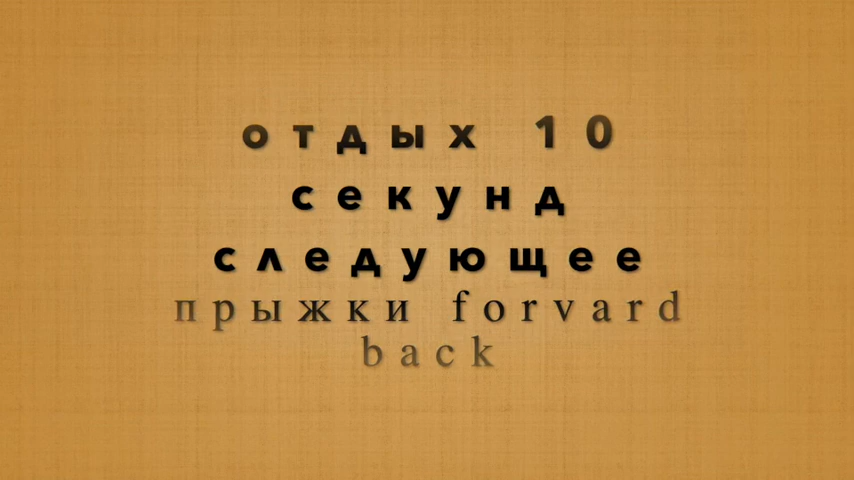 отдых 10
секунд
следующее
прыжки forvard
back